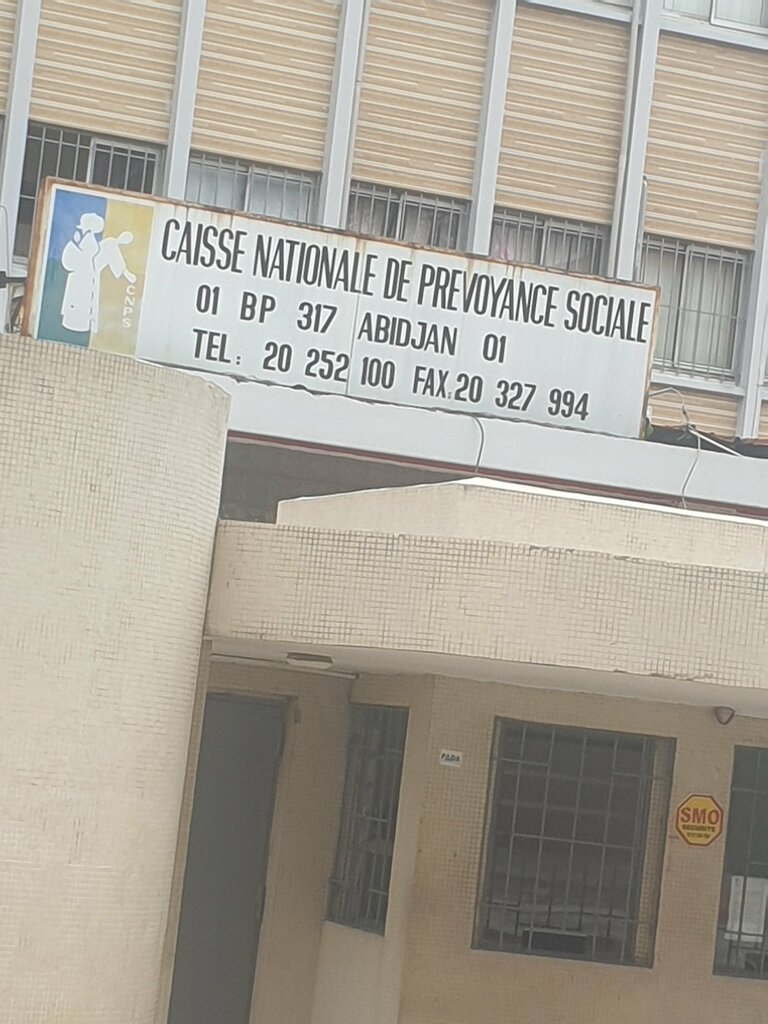 CAISSE NATIONALE DE PREVOYANCE SOCIALE
01 BP 317 ABIDJAN 01
TEL: 20 252 100 FAX: 20 327 994
CNPS
SMO
SECURITE